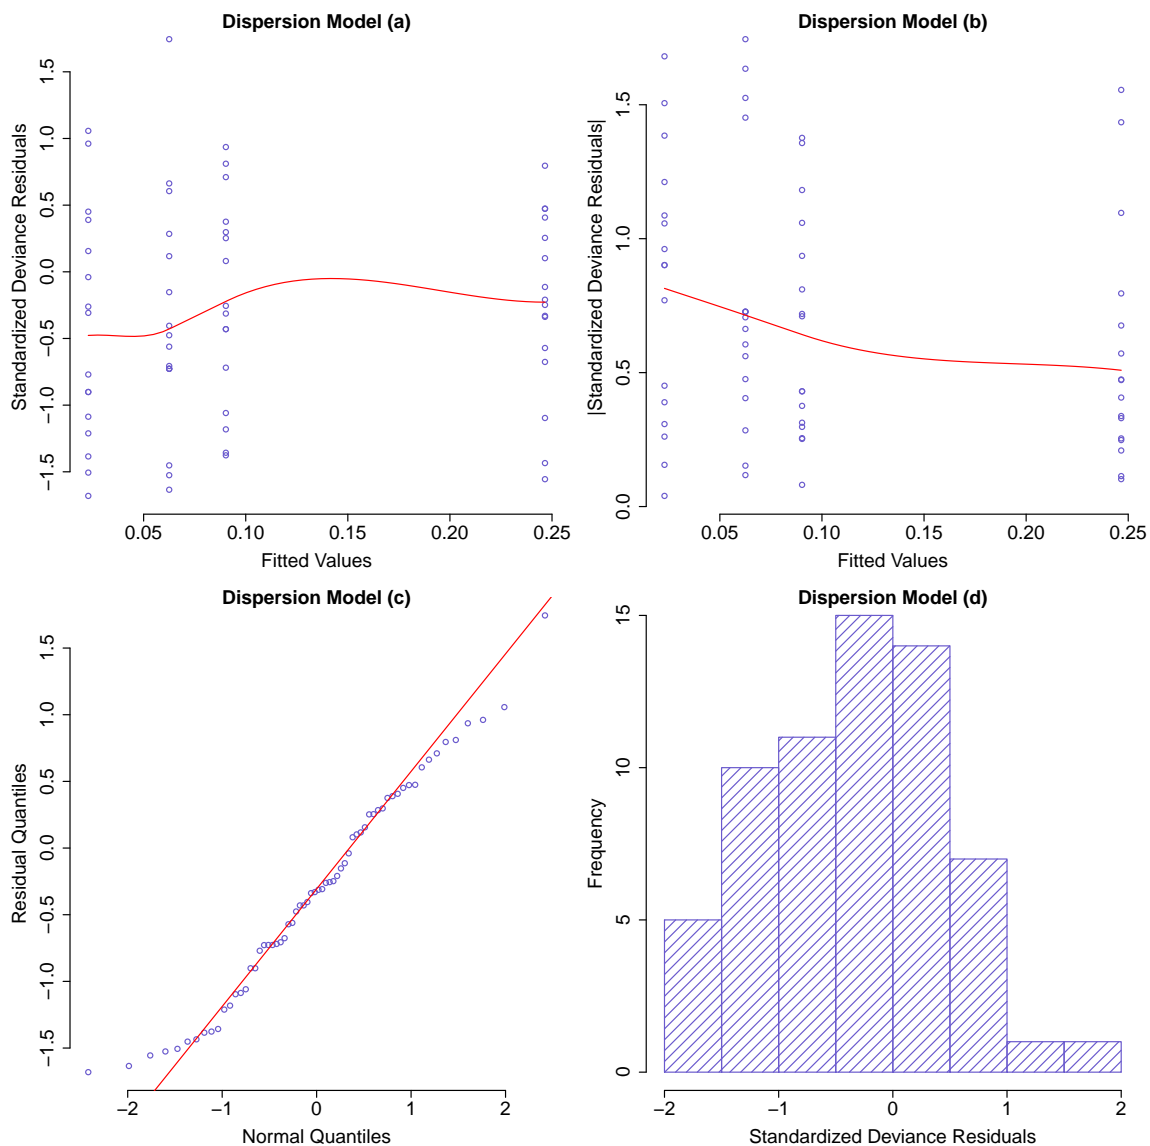 Dispersion Model (a)
Standardized Deviance Residuals
1.5
1.0
0.5
0.0
−0.5
−1.0
−1.5
0.05 0.10 0.15 0.20 0.25
Fitted Values
Dispersion Model (b)
|Standardized Deviance Residuals|
1.5
1.0
0.5
0.0
0.05 0.10 0.15 0.20 0.25
Fitted Values
Dispersion Model (c)
Residual Quantiles
1.5
1.0
0.5
0.0
−0.5
−1.0
−1.5
−2 −1 0 1 2
Normal Quantiles
Dispersion Model (d)
Frequency
15
10
5
0
−2 −1 0 1 2
Standardized Deviance Residuals